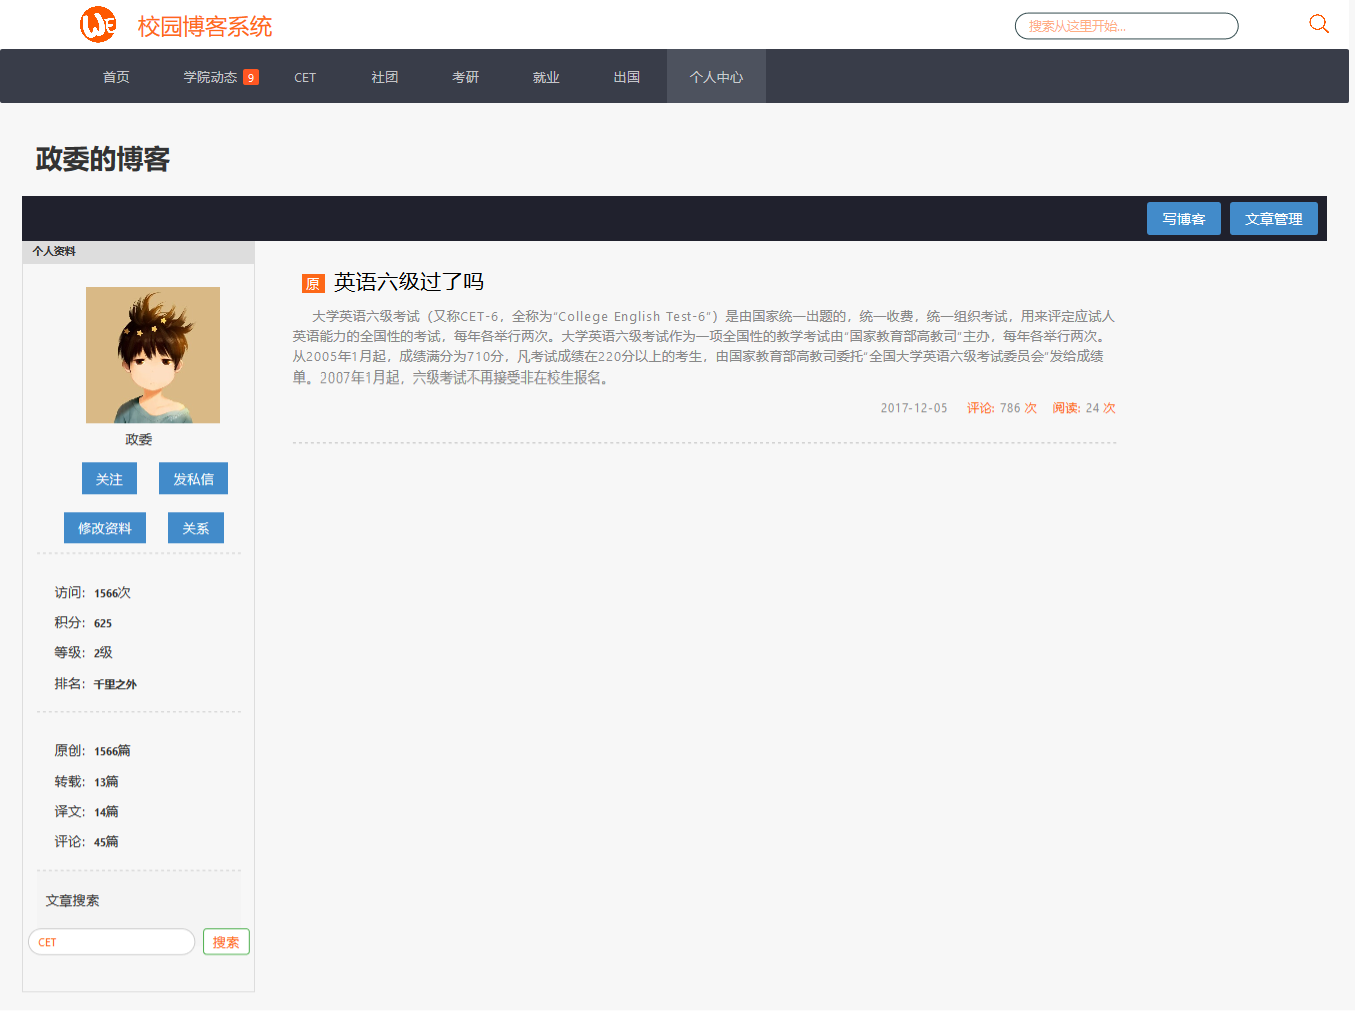 校园博客系统
搜索从这里开始...
首页 学院动态 9 CET 社团 考研 就业 出国 个人中心
政委的博客
写博客 文章管理
个人资料
政委
关注 发私信
修改资料 关系
访问：1566次
积分：625
等级：2级
排名：千里之外
原创：1566篇
转载：13篇
译文：14篇
评论：45篇
文章搜索
CET 搜索
原 英语六级过了吗
大学英语六级考试（又称CET-6，全称为“College English Test-6”）是由国家统一出题的，统一收费，统一组织考试，用来评定应试人
英语能力的全国性的考试，每年各举行两次。大学英语六级考试作为一项全国性的教学考试由“国家教育部高教司”主办，每年各举行两次。
从2005年1月起，成绩满分为710分，凡考试成绩在220分以上的考生，由国家教育部高教司委托“全国大学英语六级考试委员会”发给成绩
单。2007年1月起，六级考试不再接受非在校生报名。
2017-12-05 评论: 786 次 阅读: 24 次